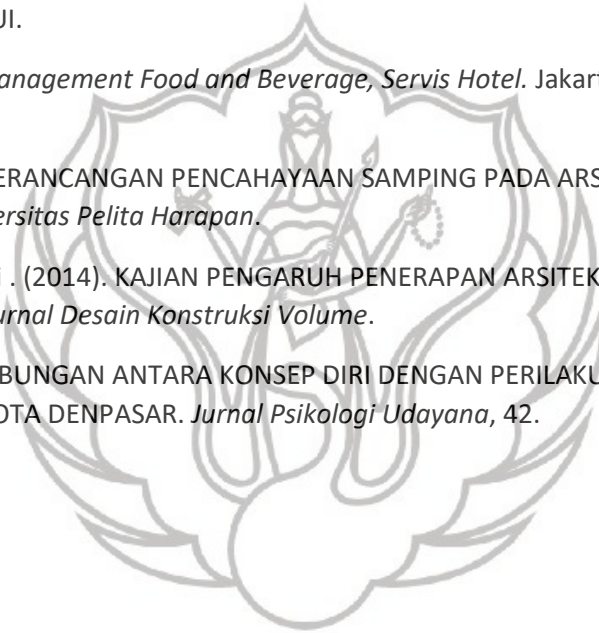 UI.
anagement Food and Beverage, Servis Hotel. Jakart
ERANCANGAN PENCAHAYAAN SAMPING PADA ARS
ersitas Pelita Harapan.
i . (2014). KAJIAN PENGARUH PENERAPAN ARSITEK
urnal Desain Konstruksi Volume.
BUNGAN ANTARA KONSEP DIRI DENGAN PERILAKU
OTA DENPASAR. Jurnal Psikologi Udayana, 42.